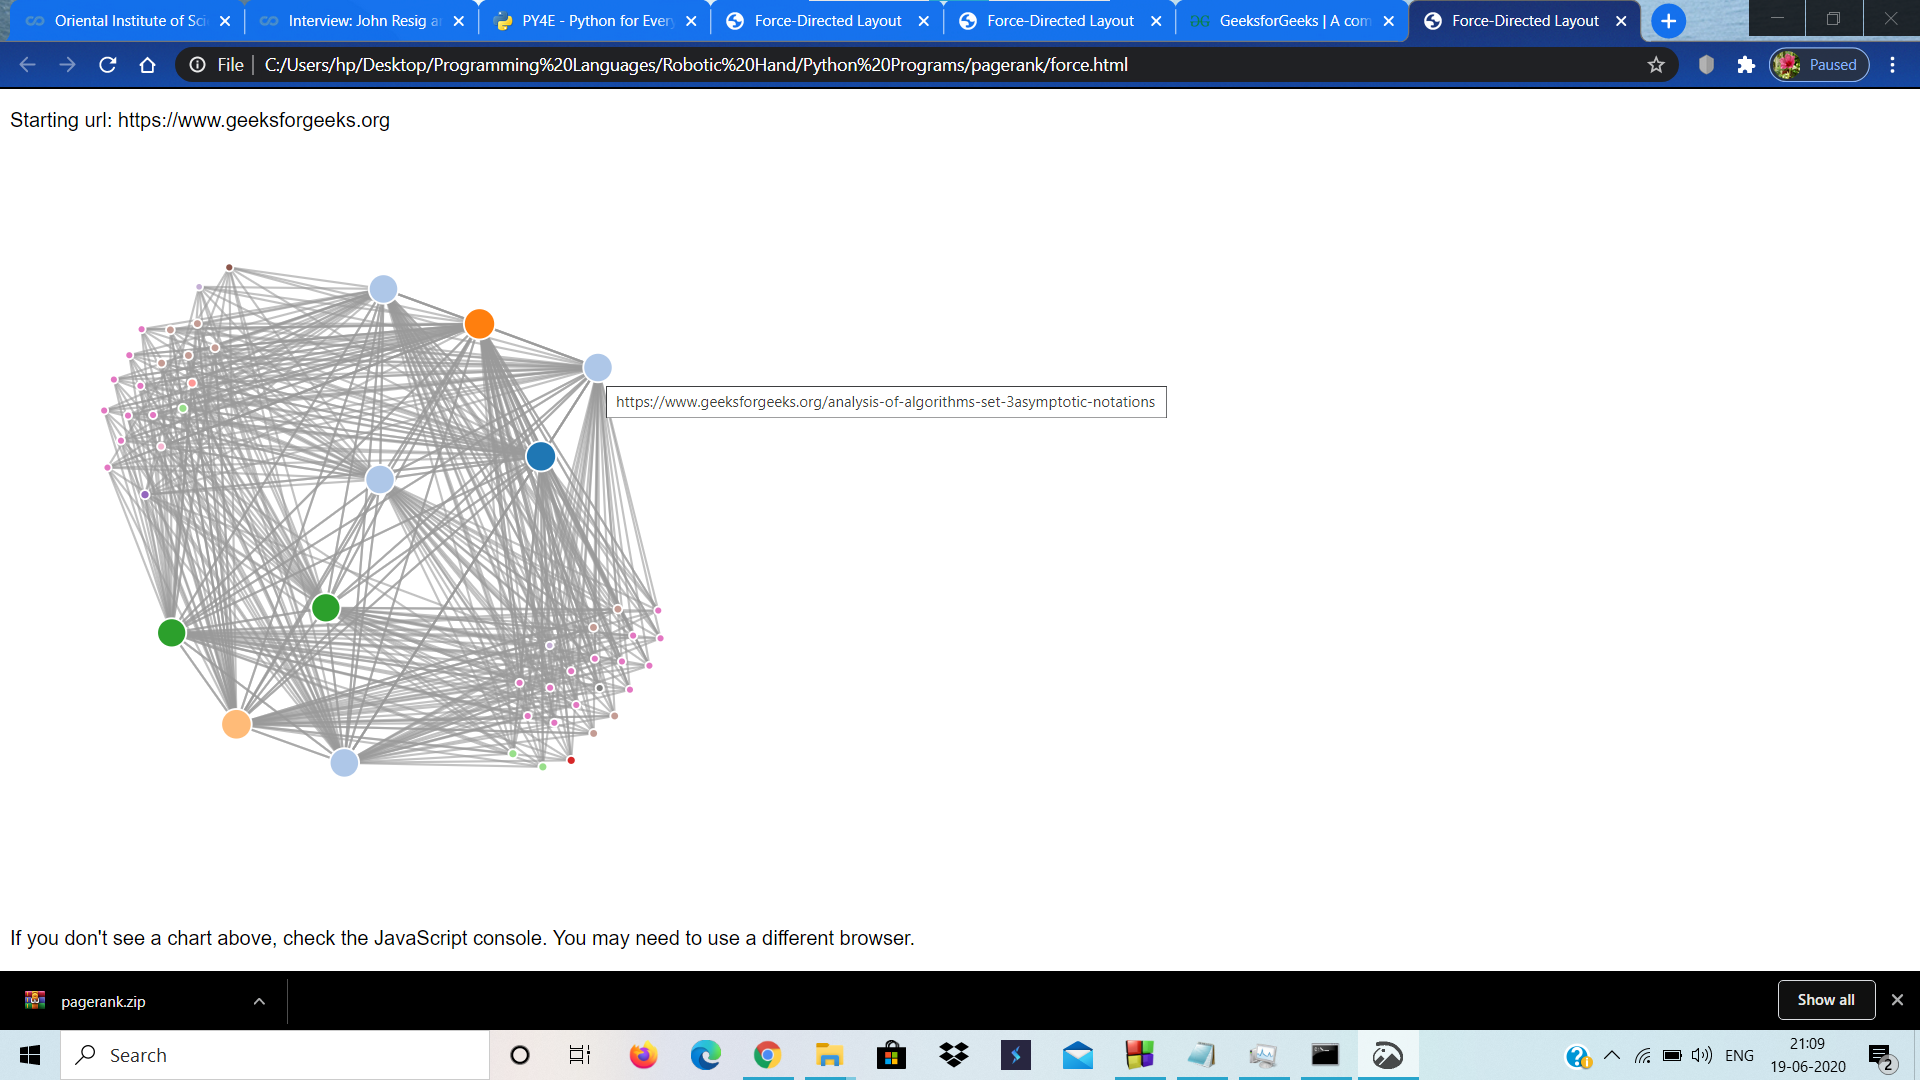 Oriental Institute of Sci
Interview: John Resig a
PY4E - Python for Every
Force-Directed Layout
Force-Directed Layout
GeeksforGeeks | A com
Force-Directed Layout
File
C:/Users/hp/Desktop/Programming%20Languages/Robotic%20Hand/Python%20Programs/pagerank/force.html
Paused
Starting url: https://www.geeksforgeeks.org
https://www.geeksforgeeks.org/analysis-of-algorithms-set-3asymptotic-notations
If you don't see a chart above, check the JavaScript console. You may need to use a different browser.
pagerank.zip
Show all
Search
ENG
21:09
19-06-2020
2